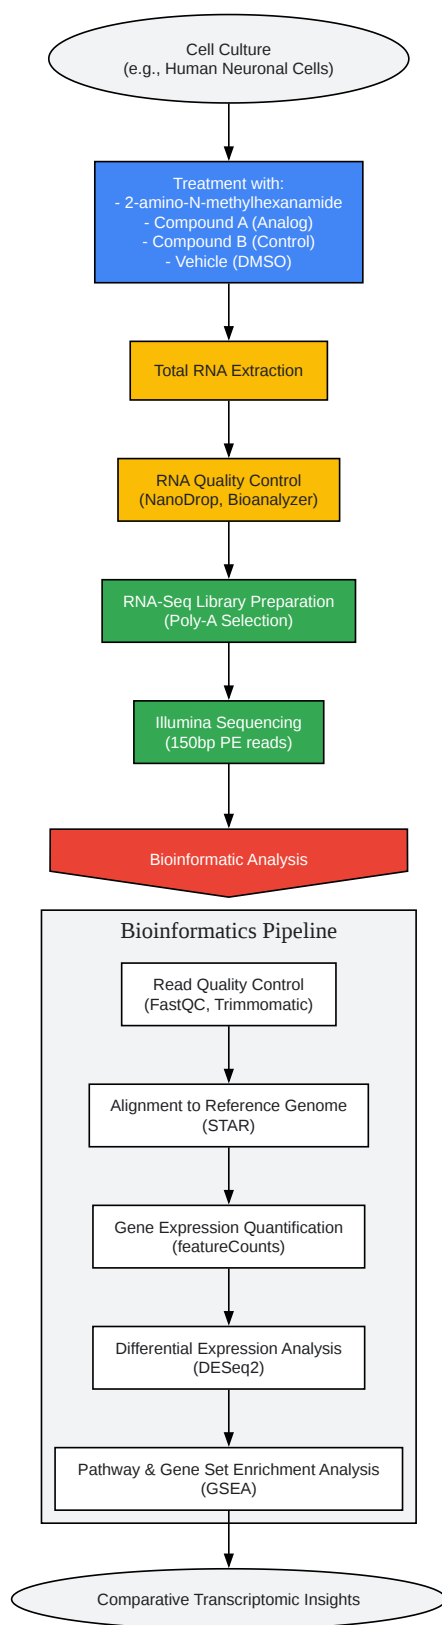 Cell Culture
(e.g., Human Neuronal Cells)
Treatment with:
- 2-amino-N-methylhexanamide
- Compound A (Analog)
- Compound B (Control)
- Vehicle (DMSO)
Total RNA Extraction
RNA Quality Control
(NanoDrop, Bioanalyzer)
RNA-Seq Library Preparation
(Poly-A Selection)
Illumina Sequencing
(150bp PE reads)
Bioinformatic Analysis
Bioinformatics Pipeline
Read Quality Control
(FastQC, Trimmomatic)
Alignment to Reference Genome
(STAR)
Gene Expression Quantification
(featureCounts)
Differential Expression Analysis
(DESeq2)
Pathway & Gene Set Enrichment Analysis
(GSEA)
Comparative Transcriptomic Insights